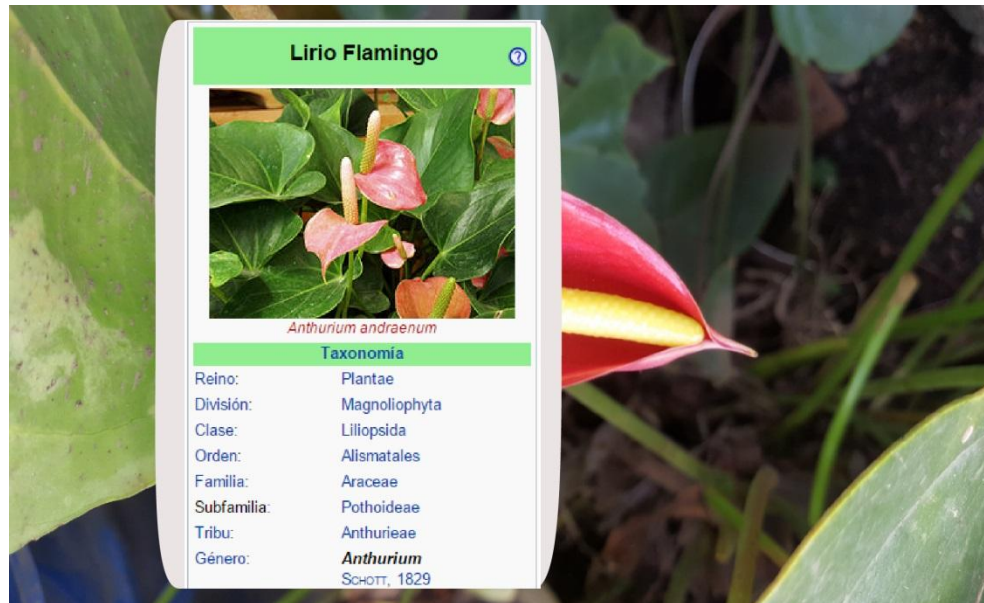 Lirio Flamingo
Anthurium andraenum
Taxonomía
Reino: Plantae
División: Magnoliophyta
Clase: Liliopsida
Orden: Alismatales
Familia: Araceae
Subfamilia: Pothoideae
Tribu: Anthurieae
Género: Anthurium
SCHOTT, 1829